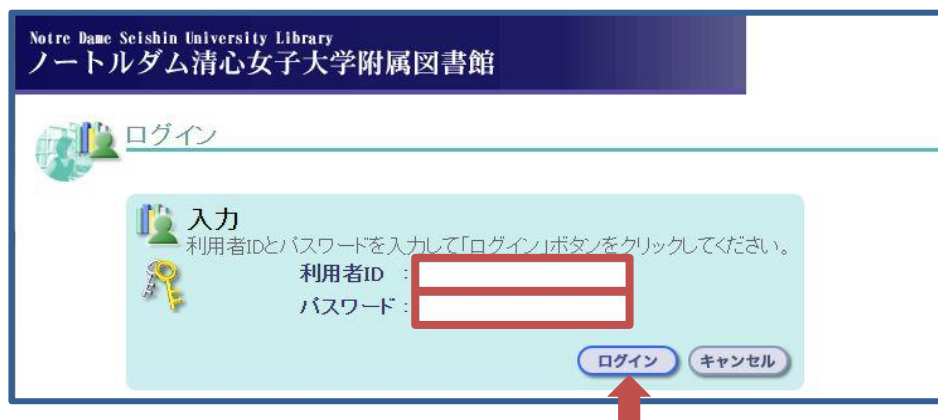 Notre Dame Seishin University Library
ノートルダム清心女子大学附属図書館
ログイン
入力
利用者IDとパスワードを入力して「ログイン」ボタンをクリックしてください。
利用者ID :
パスワード :
ログイン キャンセル